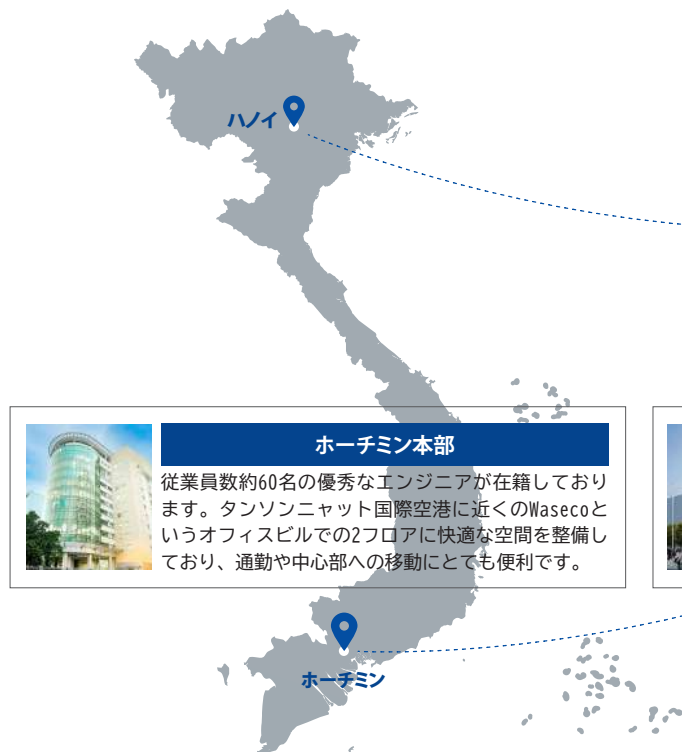 ハノイ
ホーチミン本部
従業員数約60名の優秀なエンジニアが在籍しており
ます。タンソンニャット国際空港に近くのWasecoと
いうオフィスビルでの2フロアに快適な空間を整備し
ており、通勤や中心部への移動にとても便利です。
ホーチミン